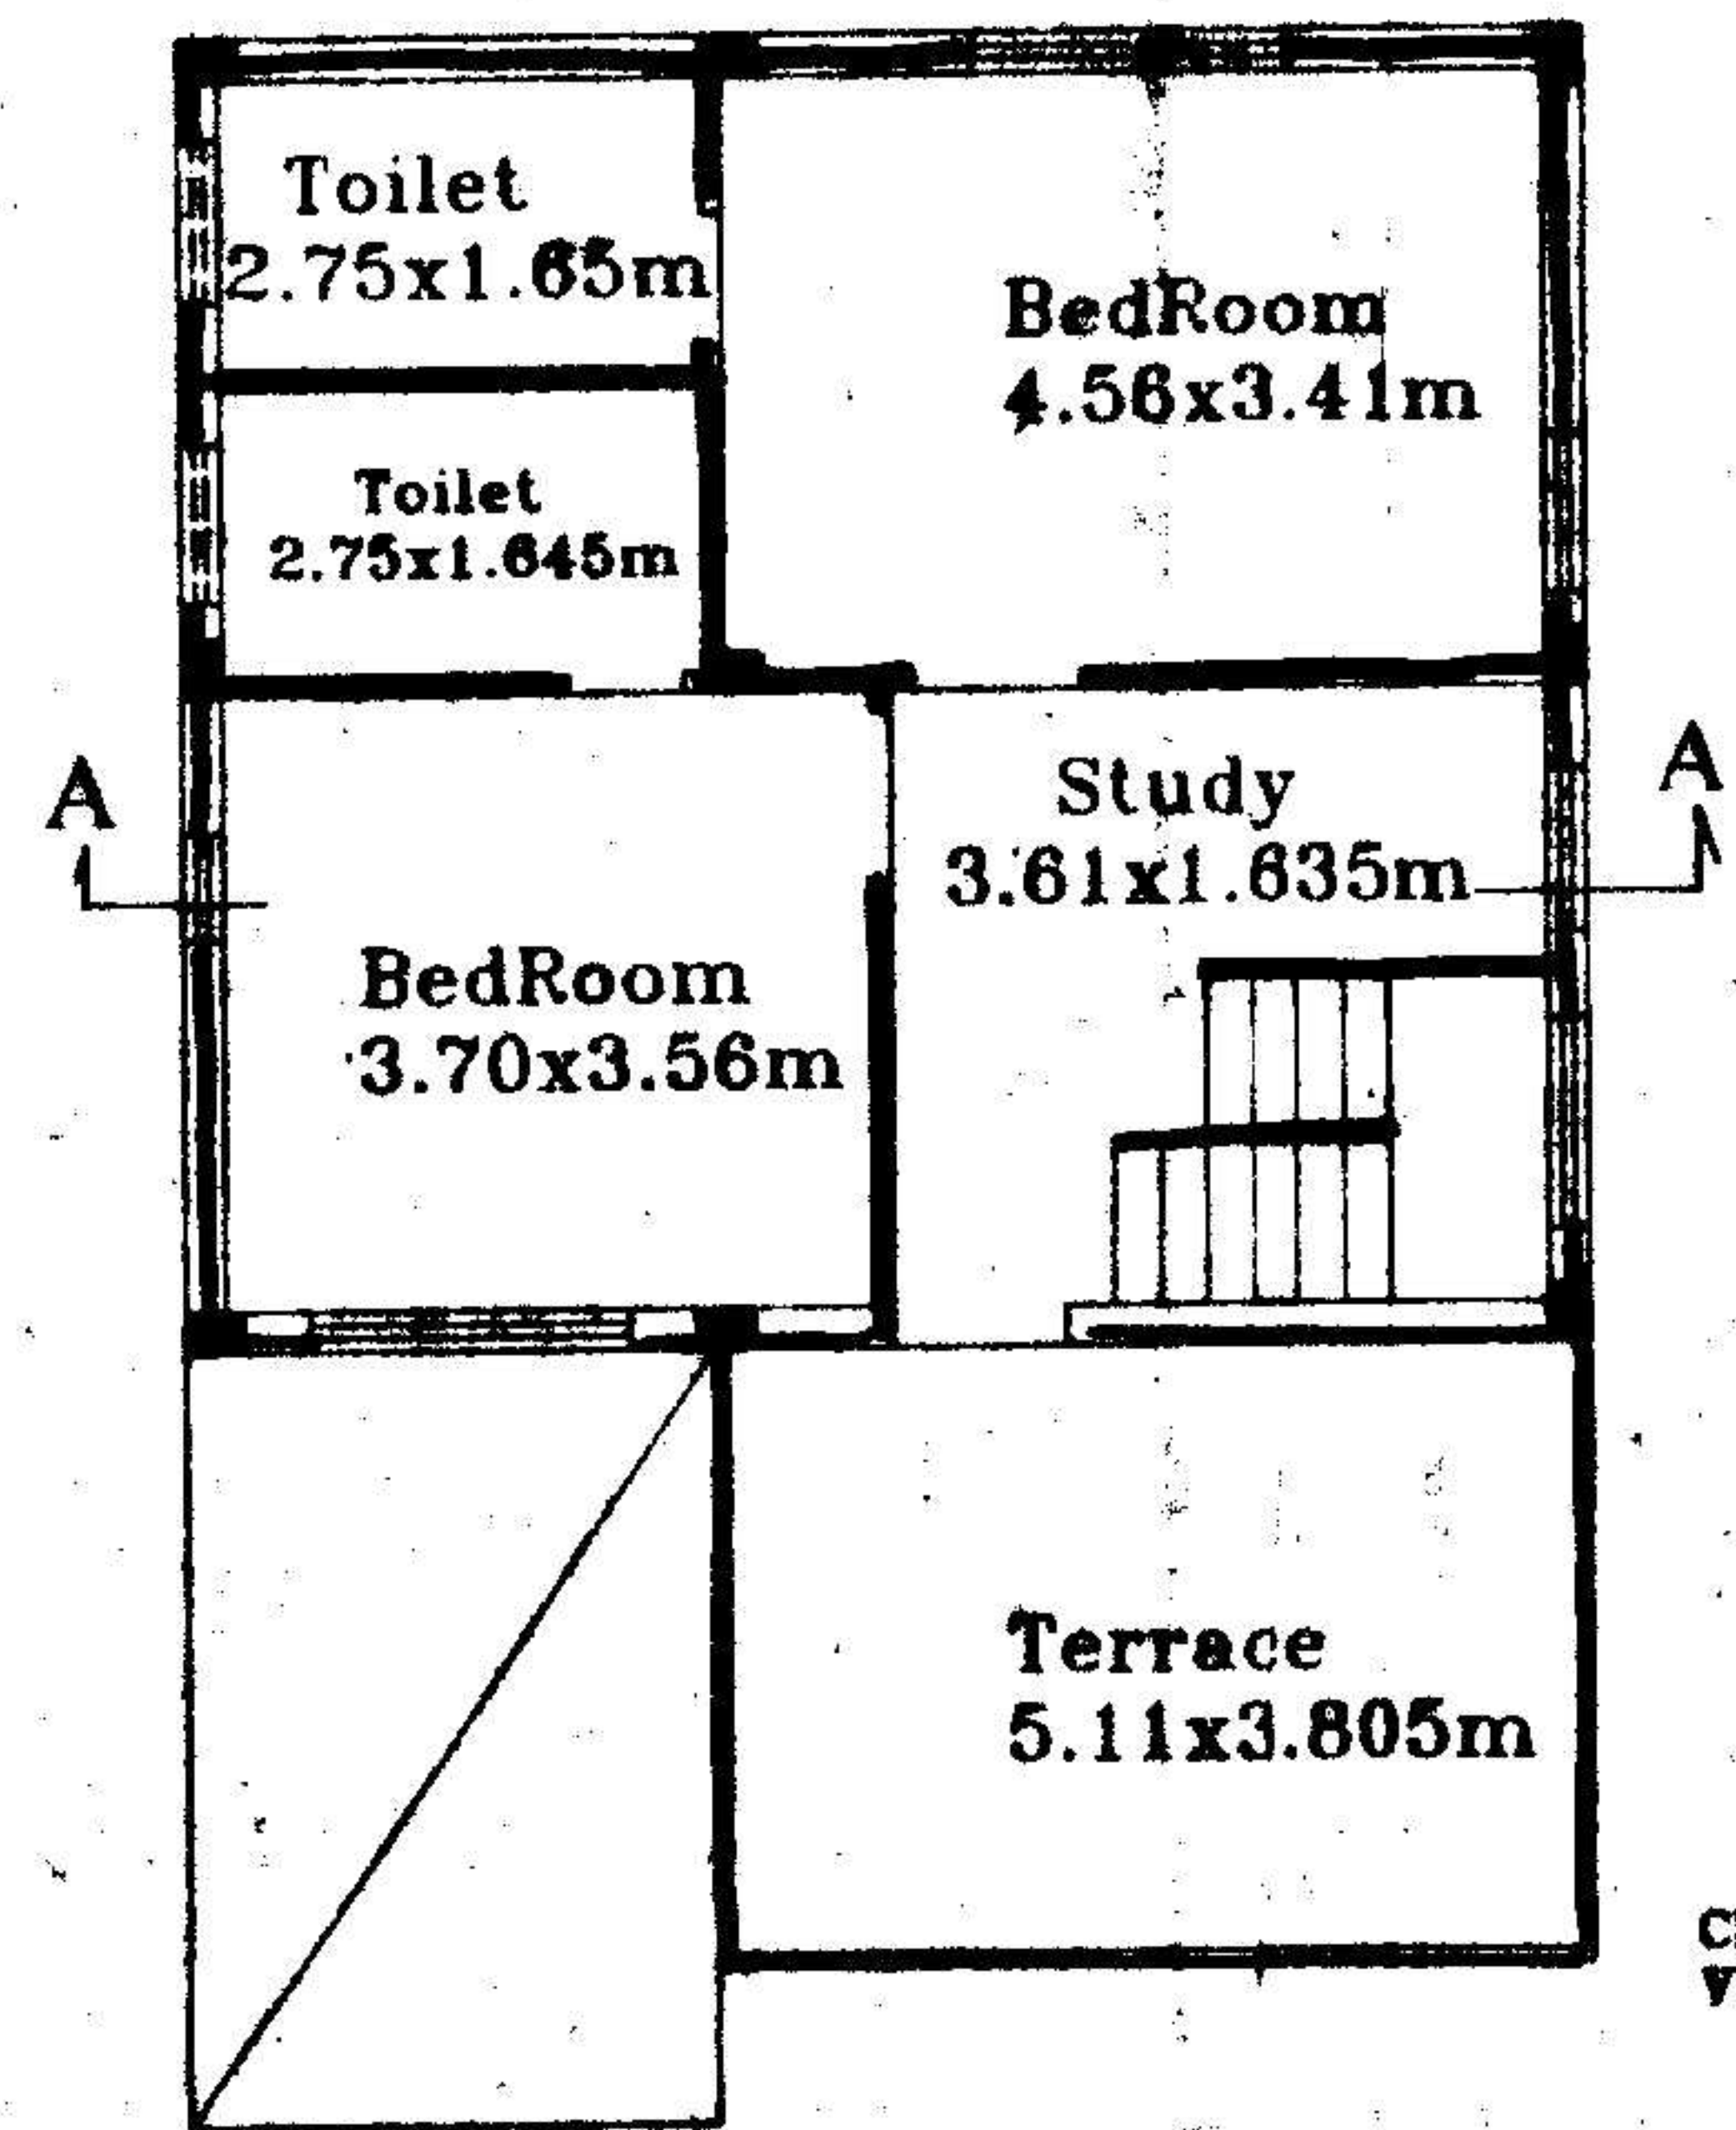 Toilet
2.75x1.65m
BedRoom
4.56x3.41m
Toilet
2.75x1.645m
A
A
Study
3.61x1.635m
BedRoom
3.70x3.56m
Terrace
5.11x3.805m